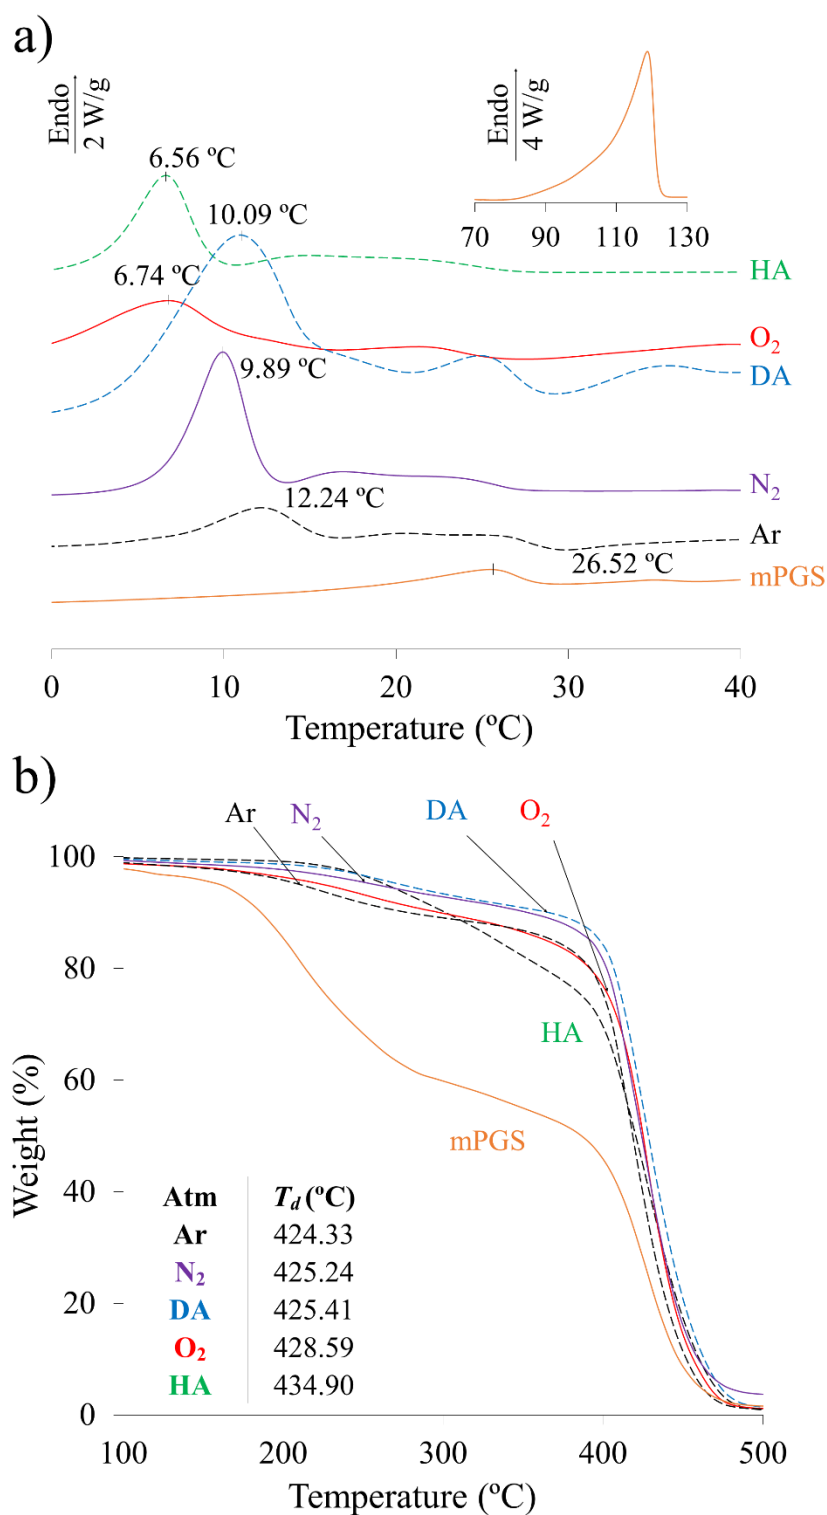 a)
Endo
2 W/g
Endo
4 W/g
6.56 ºC
10.09 ºC
70 90 110 130
6.74 ºC
HA
O₂
9.89 ºC
DA
12.24 ºC
N₂
Ar
26.52 ºC
mPGS
0 10 20 30 40
Temperature (ºC)
b)
Ar N₂ DA O₂
100
80
HA
60
mPGS
Weight (%)
40
20
0
Atm T_d (ºC)
Ar 424.33
N₂ 425.24
DA 425.41
O₂ 428.59
HA 434.90
100 200 300 400 500
Temperature (ºC)